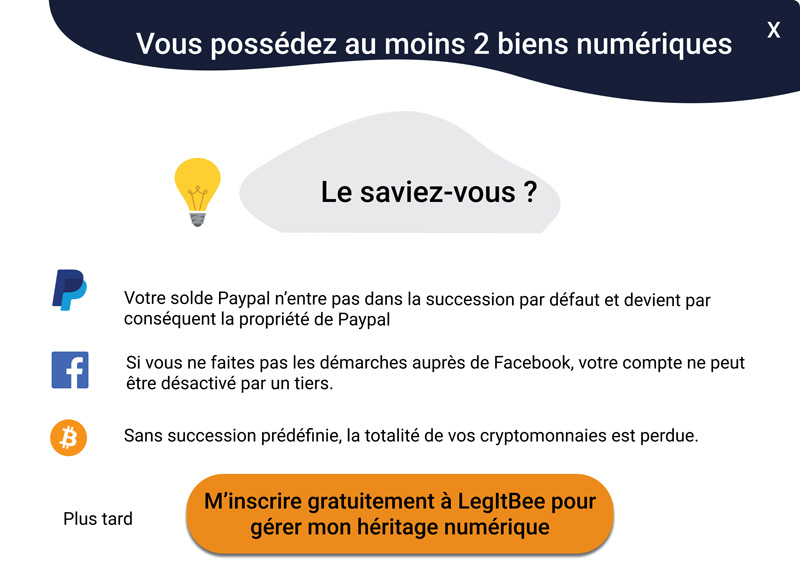 Vous possédez au moins 2 biens numériques
X
Le saviez-vous ?
Votre solde Paypal n'entre pas dans la succession par défaut et devient par
conséquent la propriété de Paypal
Si vous ne faites pas les démarches auprès de Facebook, votre compte ne peut
être désactivé par un tiers.
Sans succession prédéfinie, la totalité de vos cryptomonnaies est perdue.
Plus tard
M'inscrire gratuitement à LegItBee pour
gérer mon héritage numérique